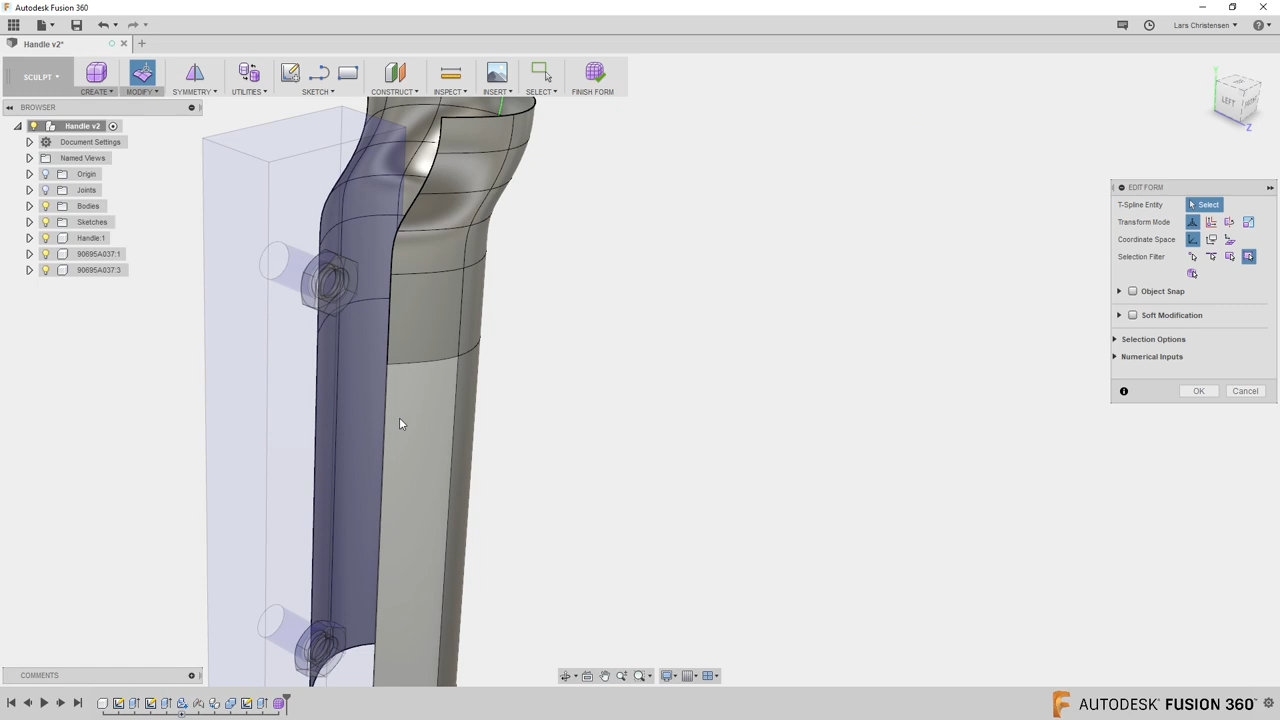 Autodesk Fusion 360
Lars Christensen
Handle v2*
SCULPT
CREATE
MODIFY
SYMMETRY
UTILITIES
SKETCH
CONSTRUCT
INSPECT
INSERT
SELECT
FINISH FORM
BROWSER
Handle v2
Document Settings
Named Views
Origin
Joints
Bodies
Sketches
Handle:1
90695A037:1
90695A037:3
LEFT
Z
EDIT FORM
T-Spline Entity
Select
Transform Mode
Coordinate Space
Selection Filter
Object Snap
Soft Modification
Selection Options
Numerical Inputs
OK
Cancel
COMMENTS
AUTODESK FUSION 360™